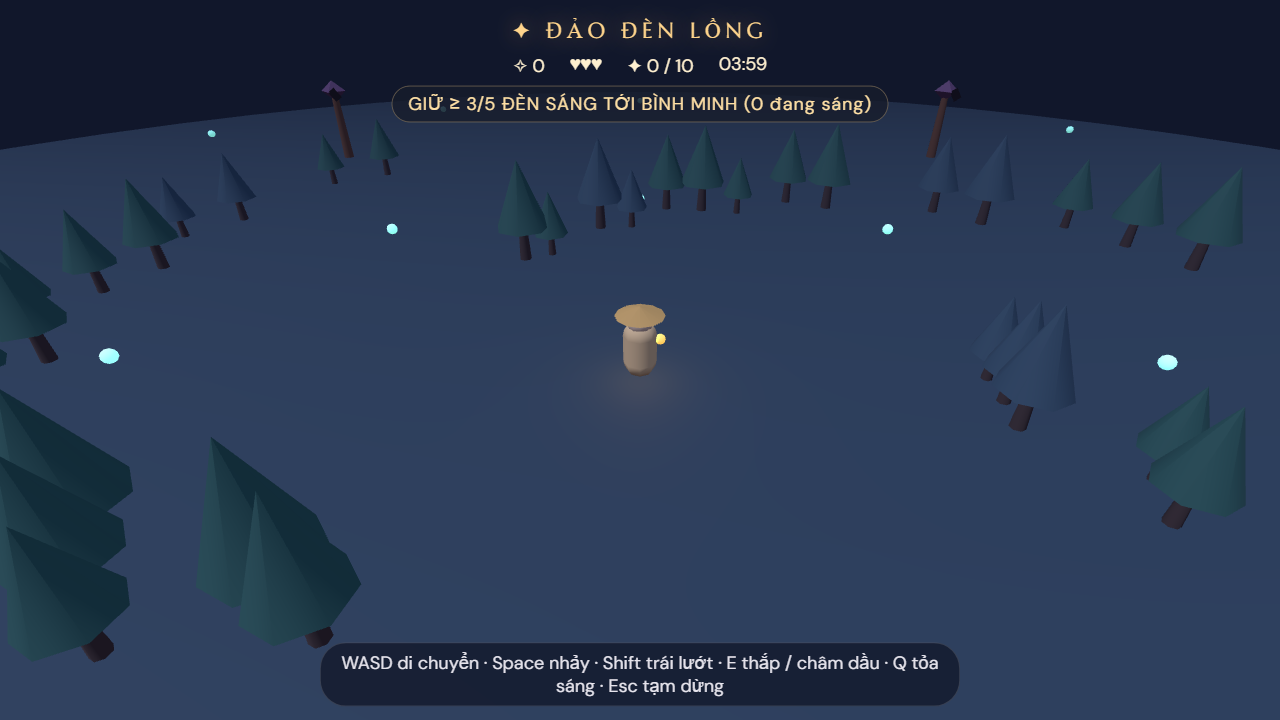 ✦ ĐẢO ĐÈN LỒNG
✧ 0 ♥♥♥ ✦ 0 / 10 03:59
GIỮ ≥ 3/5 ĐÈN SÁNG TỚI BÌNH MINH (0 đang sáng)
WASD di chuyển · Space nhảy · Shift trái lướt · E thắp / châm dầu · Q tỏa
sáng · Esc tạm dừng